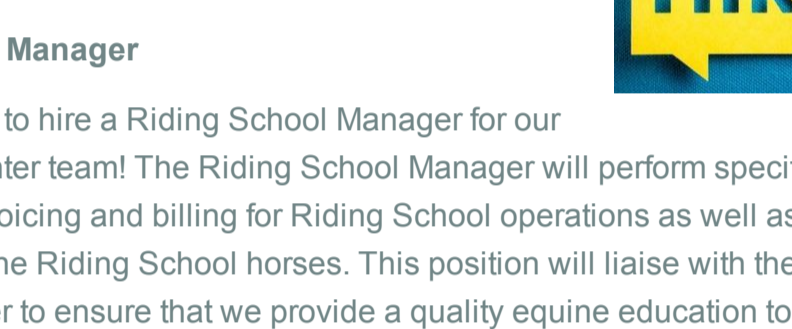 Manager
to hire a Riding School Manager for our
team! The Riding School Manager will perform
and billing for Riding School operations as well as
Riding School horses. This position will liaise with the
to ensure that we provide a quality equine education to